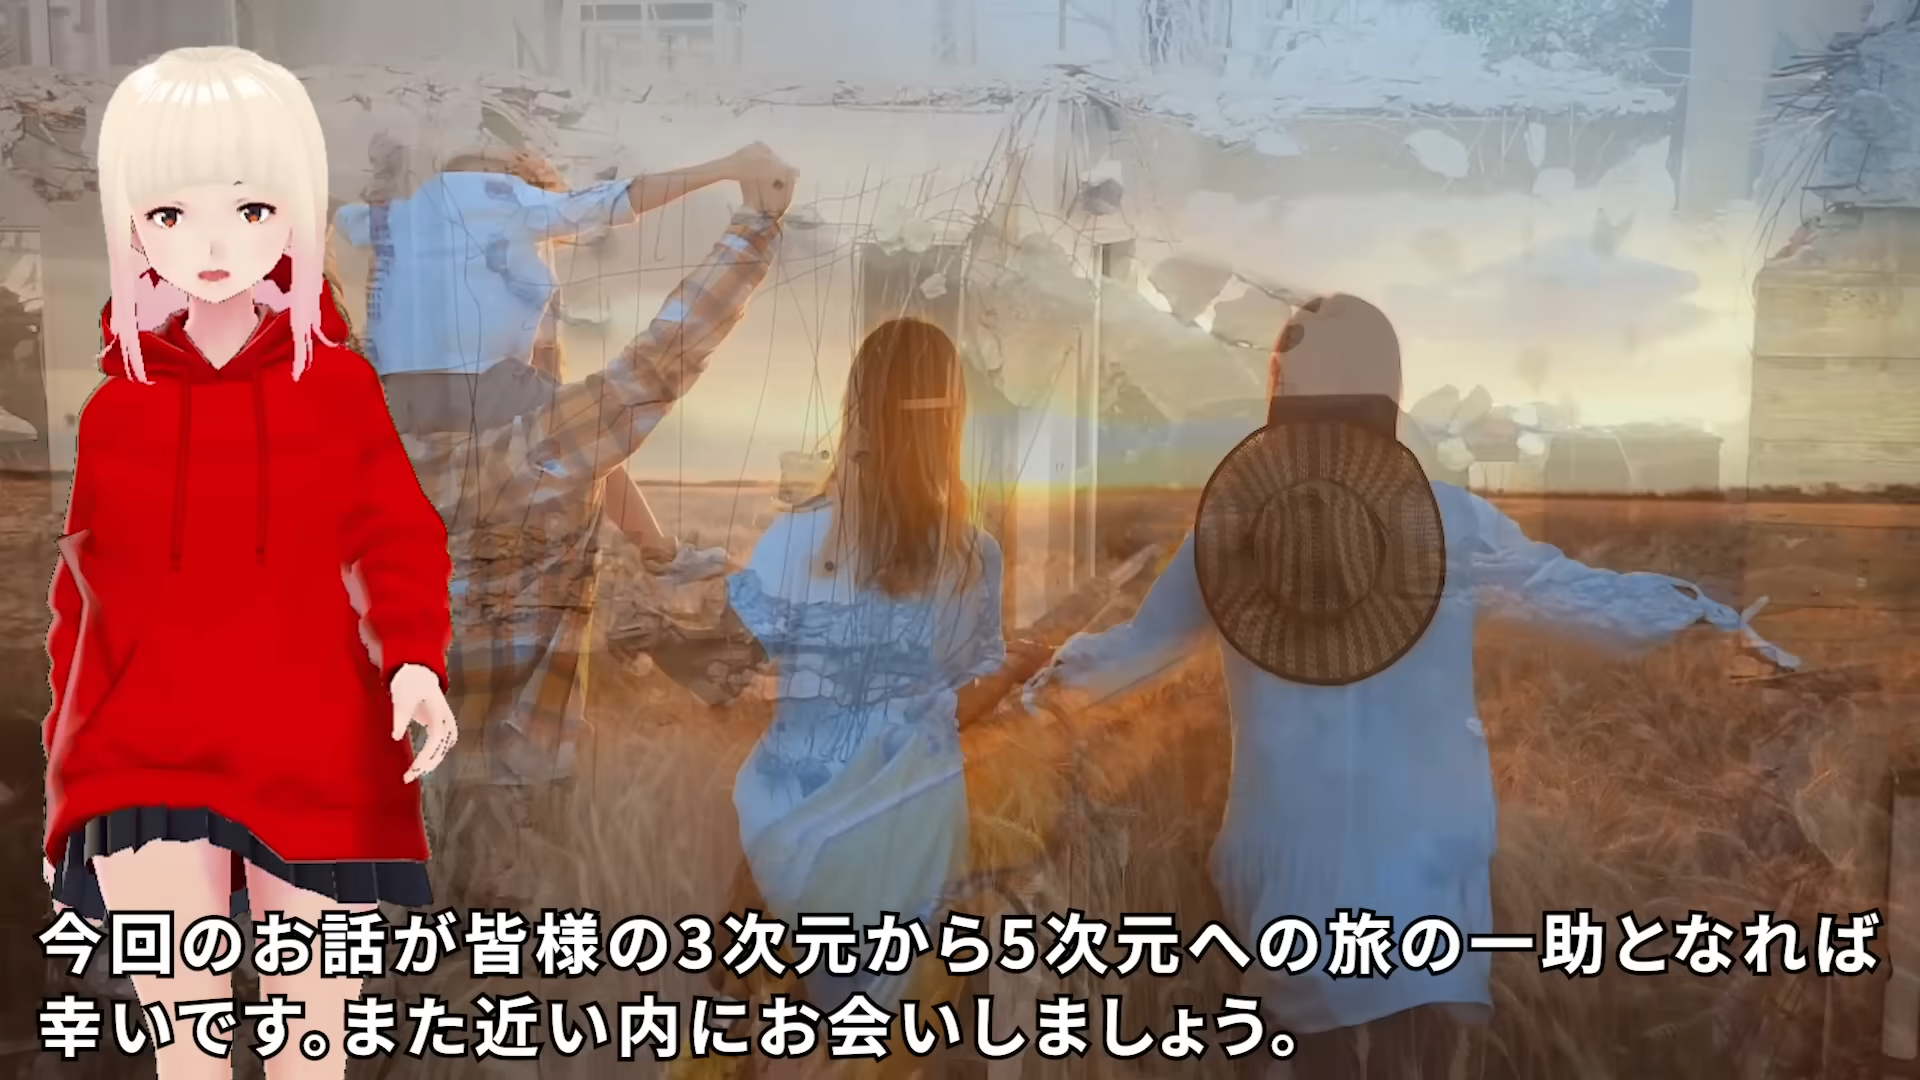 今回のお話が皆様の3次元から5次元への旅の一助となれば
幸いです。また近い内にお会いしましょう。